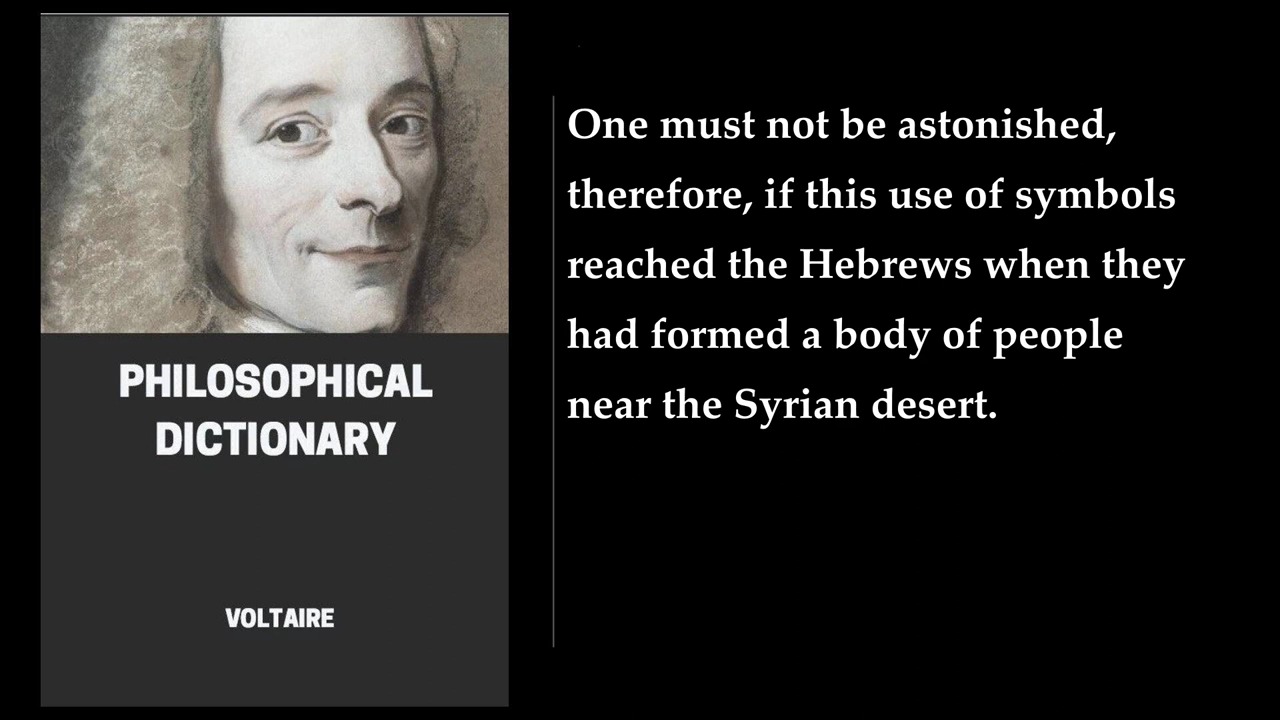 PHILOSOPHICAL
DICTIONARY
VOLTAIRE
One must not be astonished,
therefore, if this use of symbols
reached the Hebrews when they
had formed a body of people
near the Syrian desert.